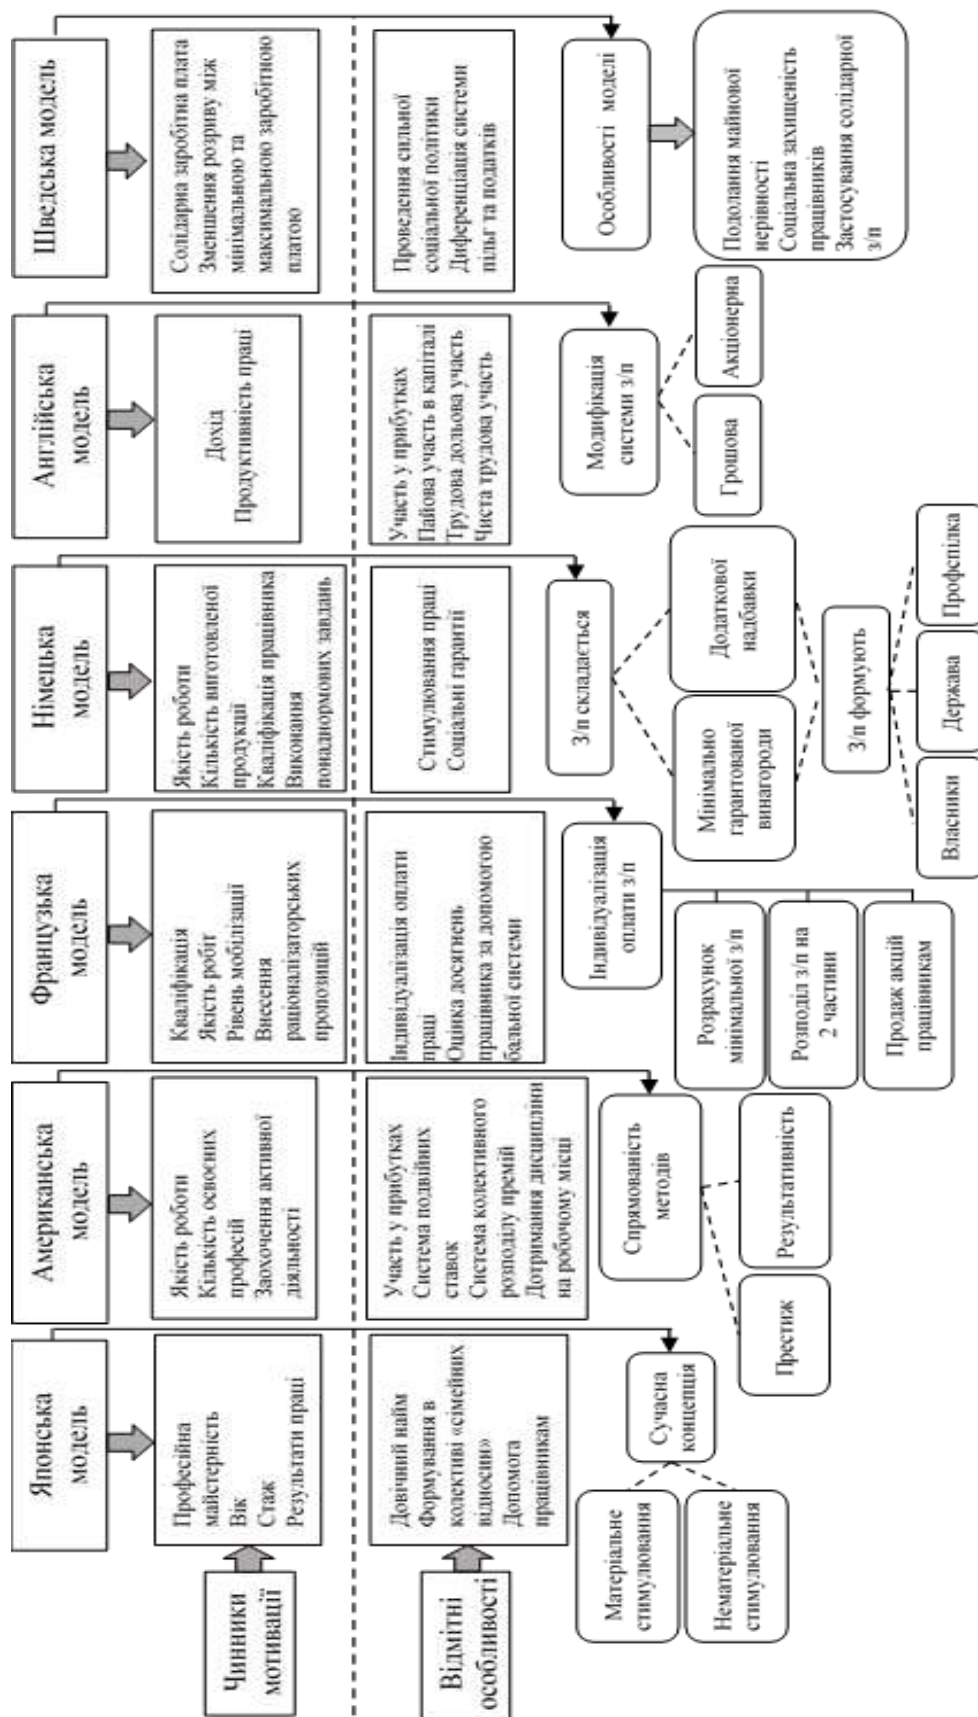 Японська
модель
Американська
модель
Французька
модель
Німецька
модель
Англійська
модель
Шведська модель
Чинники
мотивації
Професійна
майстерність
Вік
Стаж
Результати праці
Якість роботи
Кількість освоєних
професій
Заохочення активної
діяльності
Кваліфікація
Якість робіт
Рівень мобілізації
Внесення
раціоналізаторських
пропозицій
Якість роботи
Кількість виготовленої
продукції
Кваліфікація працівника
Виконання
понаднормових завдань
Дохід
Продуктивність праці
Солідарна заробітна плата
Зменшення розриву між
мінімальною та
максимальною заробітною
платою
Відмітні
особливості
Довічний найм
Формування в
колективі «сімейних
відносин»
Допомога
працівникам
Участь у прибутках
Система подвійних
ставок
Система колективного
розподілу премій
Дотримання дисципліни
на робочому місці
Індивідуалізація оплати
праці
Оцінка досягнень
працівника за допомогою
бальної системи
Стимулювання праці
Соціальні гарантії
Участь у прибутках
Пайова участь в капіталі
Трудова дольова участь
Чиста трудова участь
Проведення сильної
соціальної політики
Диференціація системи
пільг та податків
Сучасна
концепція
Матеріальне
стимулювання
Нематеріальне
стимулювання
Спрямованість
методів
Престиж
Результативність
Індивідуалізація
оплати з/п
Розрахунок
мінімальної з/п
Розподіл з/п на
2 частини
Продаж акцій
працівникам
З/п складається
Мінімально
гарантованої
винагороди
Додаткової
надбавки
З/п формують
Власники
Держава
Профспілка
Модифікація
системи з/п
Грошова
Акціонерна
Особливості моделі
Подолання майнової
нерівності
Соціальна захищеність
працівників
Застосування солідарної
з/п